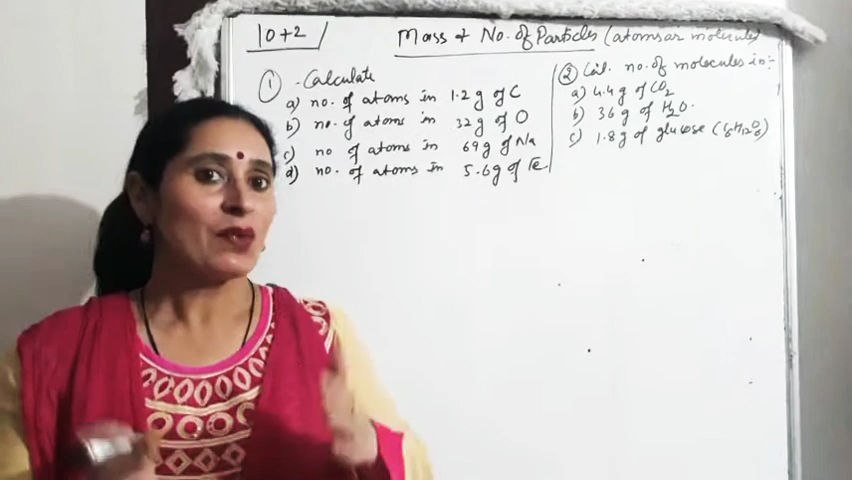 10+2
Mass & No. of Particles (atoms or molecules)
① Calculate
a) no. of atoms in 1.2 g of C
b) no. of atoms in 32 g of O
c) no of atoms in 69 g of Na
d) no. of atoms in 5.6 g of Fe
② Cal. no. of molecules in:-
a) 4.4 g of CO2
b) 36 g of H2O.
c) 1.8 g of glucose (C6H12O6)